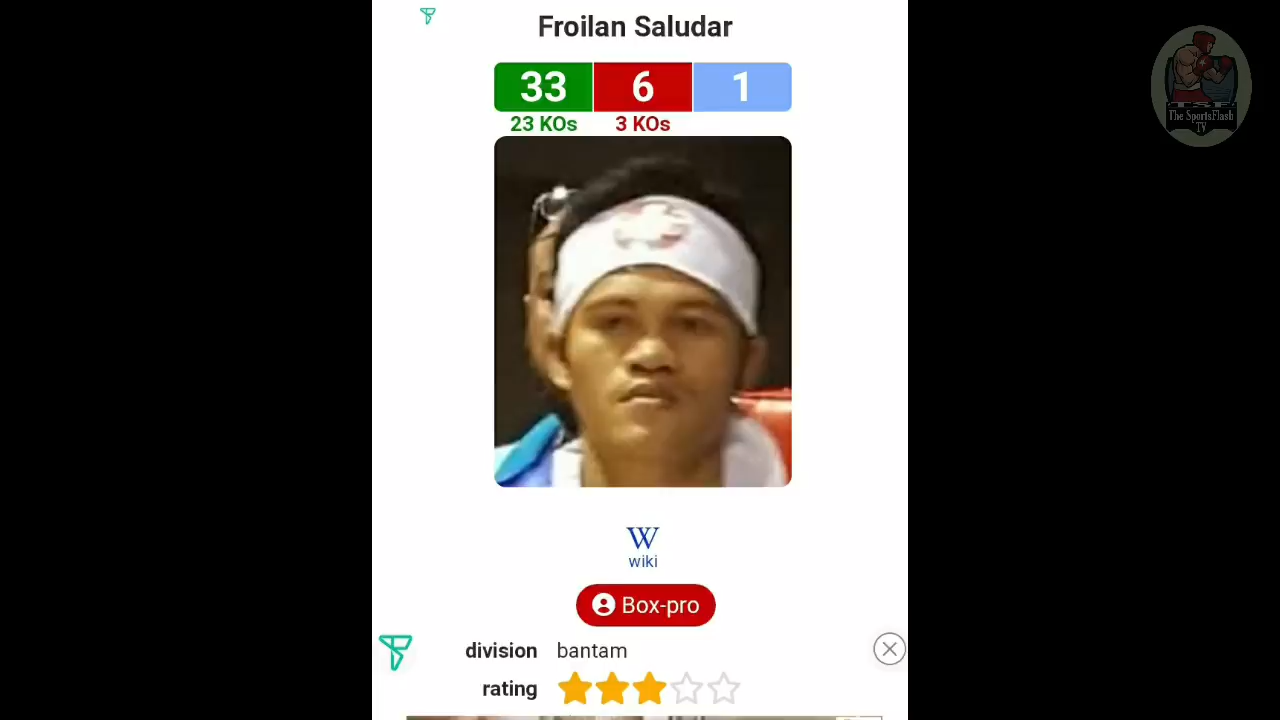 Froilan Saludar
33 6 1
23 KOs 3 KOs
The SportsFlash
TV
W
wiki
Box-pro
division bantam
rating